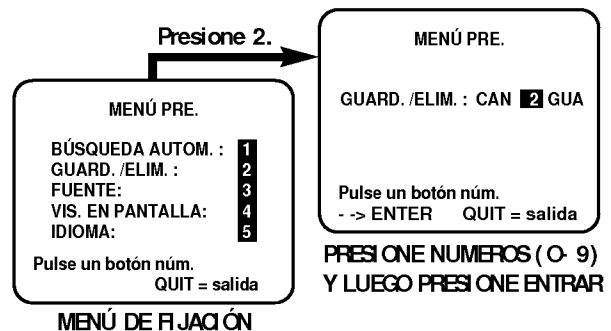 Presione 2.
MENÚ PRE.
BÚSQUEDA AUTOM. : 1
GUARD. /ELIM. : 2
FUENTE: 3
VIS. EN PANTALLA: 4
IDIOMA: 5
Pulse un botón núm.
QUIT = salida
MENÚ DE FIJACIÓN
MENÚ PRE.
GUARD. /ELIM. : CAN 2 GUA
Pulse un botón núm.
- -> ENTER QUIT = salida
PRESIONE NUMEROS ( O- 9)
Y LUEGO PRESIONE ENTRAR